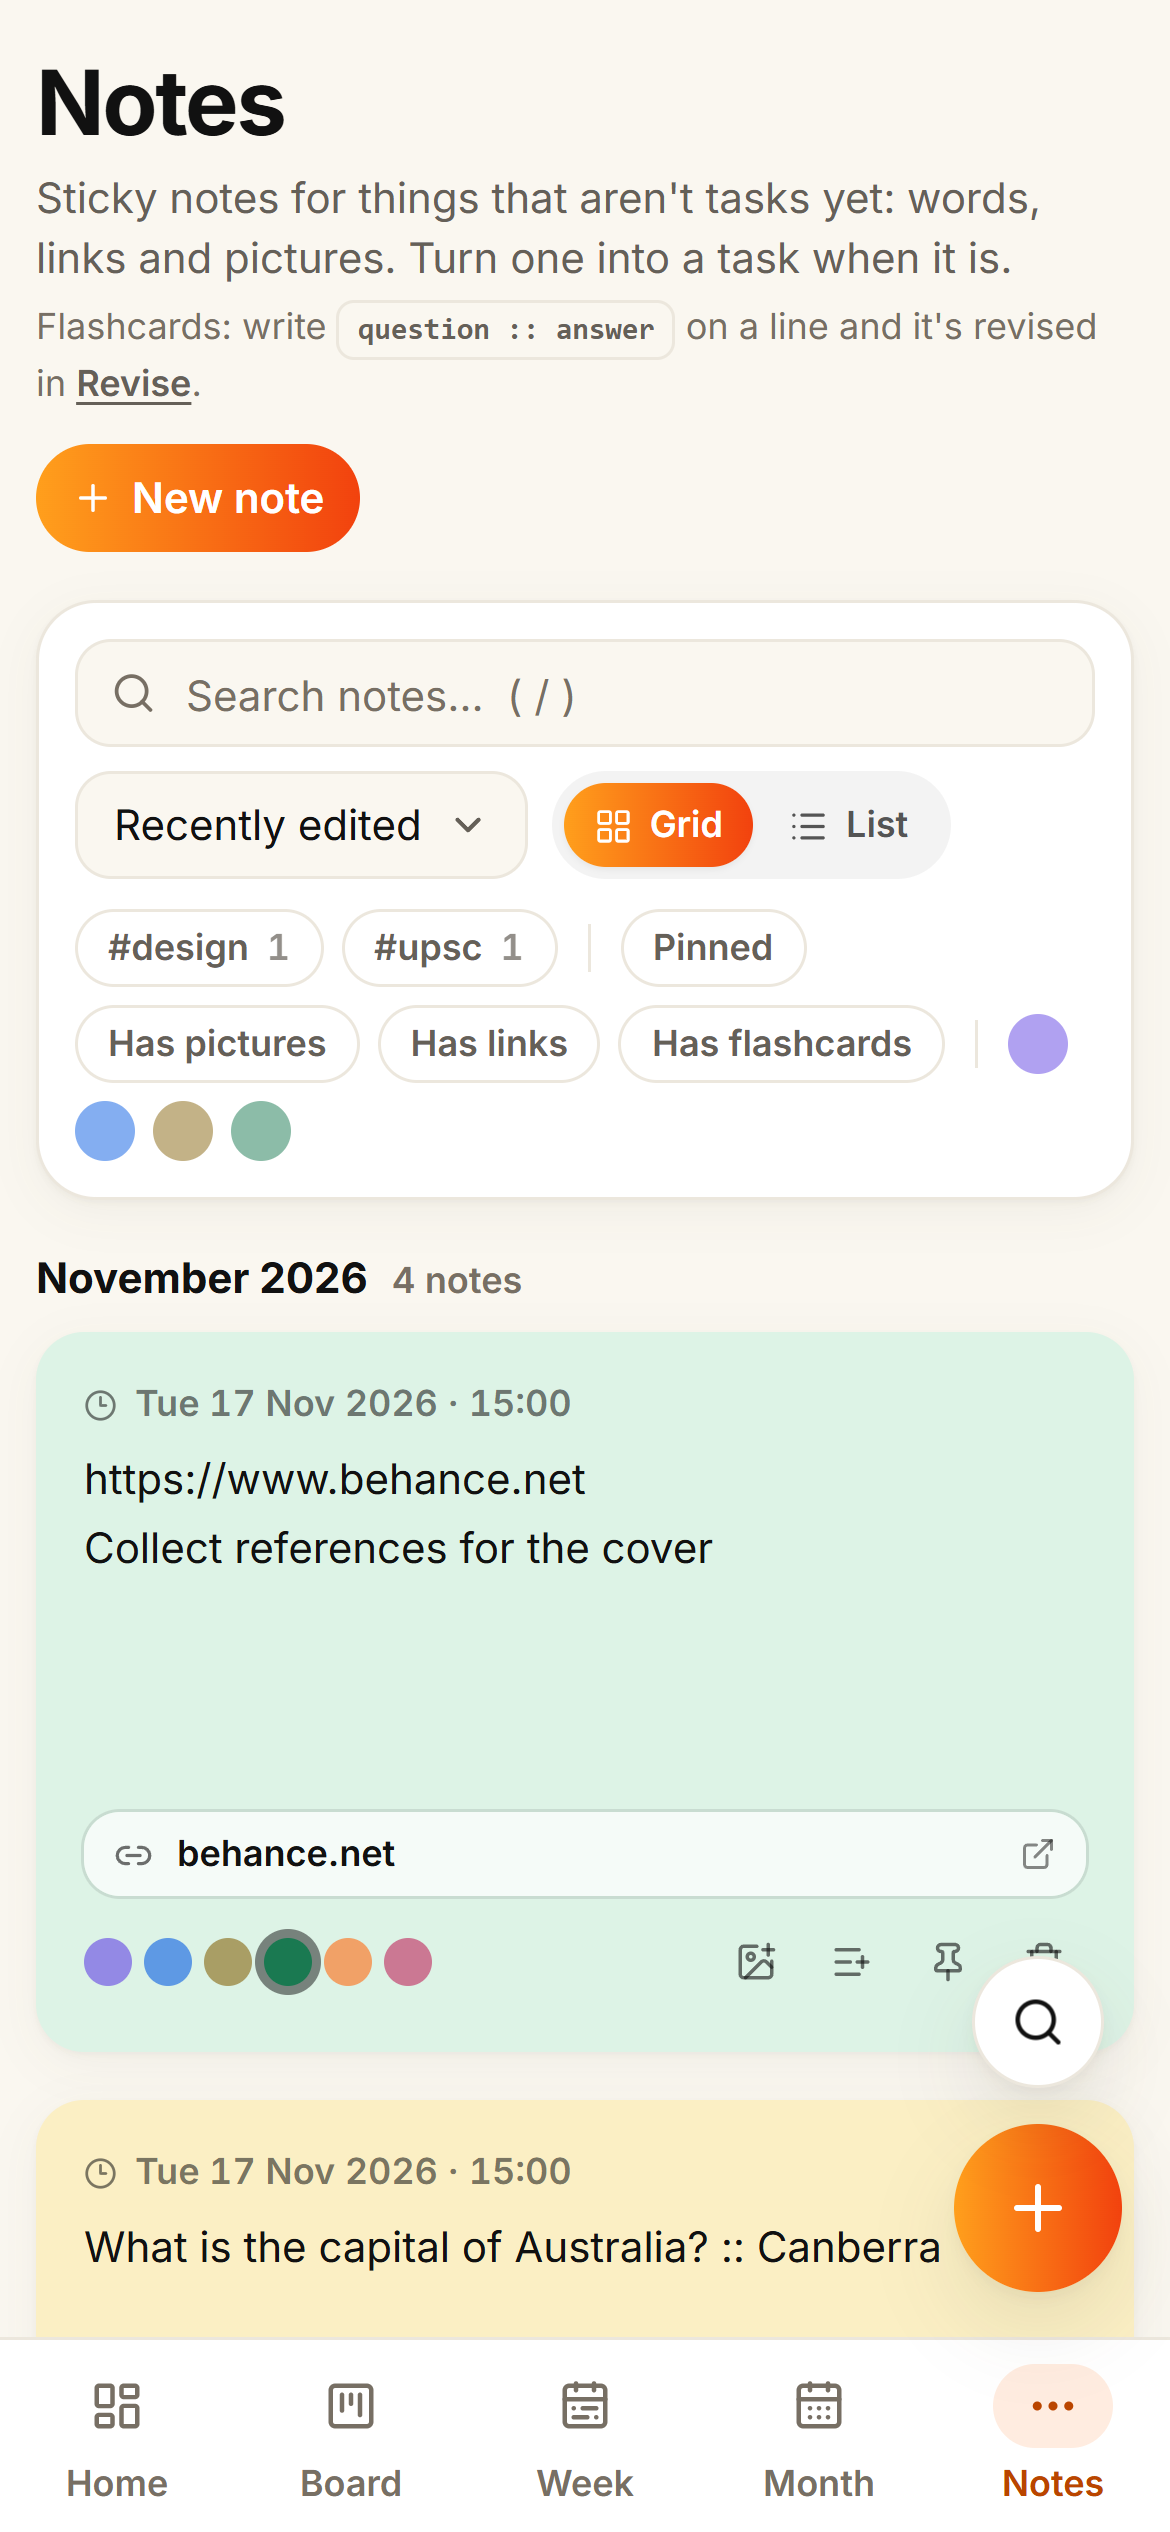 Notes
Sticky notes for things that aren't tasks yet: words,
links and pictures. Turn one into a task when it is.
Flashcards: write question :: answer on a line and it's revised
in Revise.
+ New note
Search notes... ( / )
Recently edited
Grid
List
#design 1
#upsc 1
Pinned
Has pictures
Has links
Has flashcards
November 2026 4 notes
Tue 17 Nov 2026 · 15:00
https://www.behance.net
Collect references for the cover
behance.net
Tue 17 Nov 2026 · 15:00
What is the capital of Australia? :: Canberra
Home
Board
Week
Month
Notes